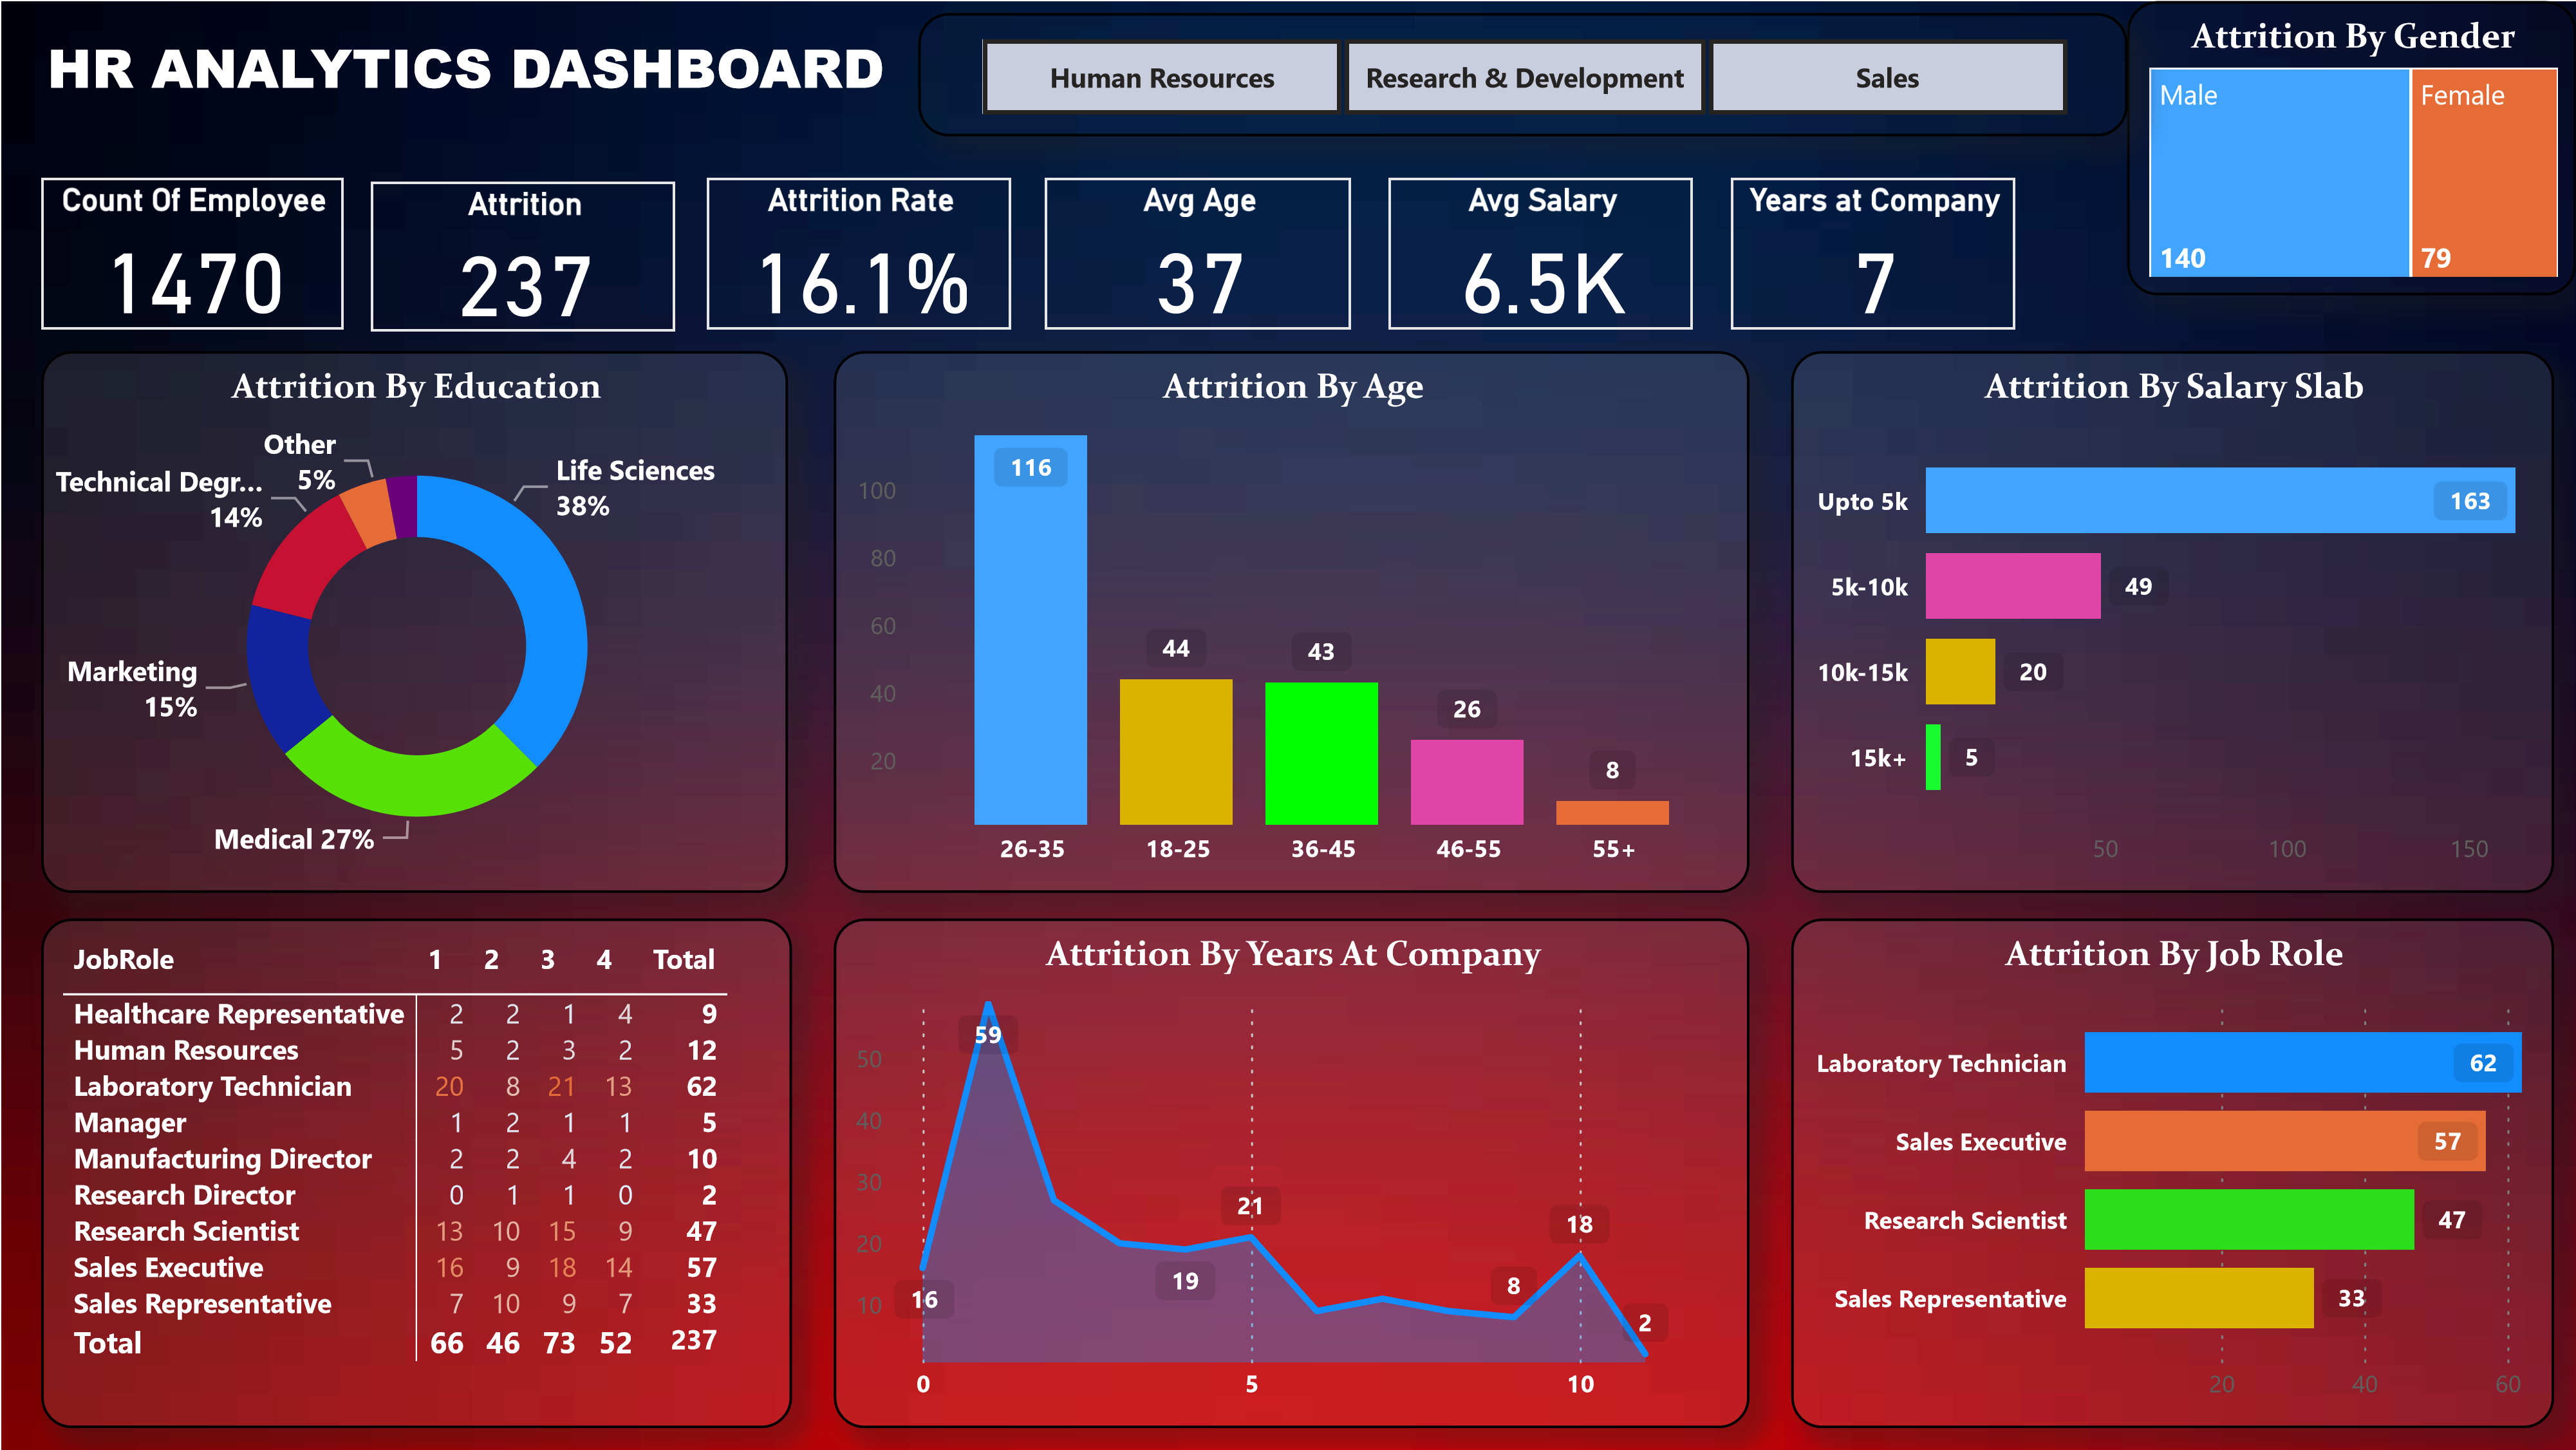 HR ANALYTICS DASHBOARD
Human Resources
Research & Development
Sales
Attrition By Gender
Male
Female
140
79
Count Of Employee
1470
Attrition
237
Attrition Rate
16.1%
Avg Age
37
Avg Salary
6.5K
Years at Company
7
Attrition By Education
Other
5%
Technical Degr...
14%
Life Sciences
38%
Marketing
15%
Medical 27%
Attrition By Age
100
80
60
40
20
116
44
43
26
8
26-35
18-25
36-45
46-55
55+
Attrition By Salary Slab
Upto 5k
163
5k-10k
49
10k-15k
20
15k+
5
50
100
150
JobRole 1 2 3 4 Total
Healthcare Representative 2 2 1 4 9
Human Resources 5 2 3 2 12
Laboratory Technician 20 8 21 13 62
Manager 1 2 1 1 5
Manufacturing Director 2 2 4 2 10
Research Director 0 1 1 0 2
Research Scientist 13 10 15 9 47
Sales Executive 16 9 18 14 57
Sales Representative 7 10 9 7 33
Total 66 46 73 52 237
Attrition By Years At Company
50
40
30
20
10
59
16
19
21
8
18
2
0
5
10
Attrition By Job Role
Laboratory Technician
62
Sales Executive
57
Research Scientist
47
Sales Representative
33
20
40
60